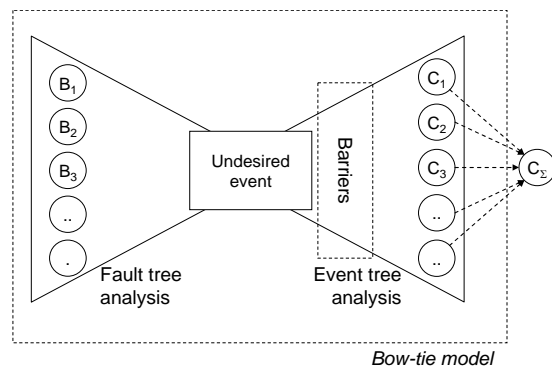 B1
B2
B3
..
.
Undesired
event
Barriers
C1
C2
C3
..
..
CΣ
Fault tree
analysis
Event tree
analysis
Bow-tie model